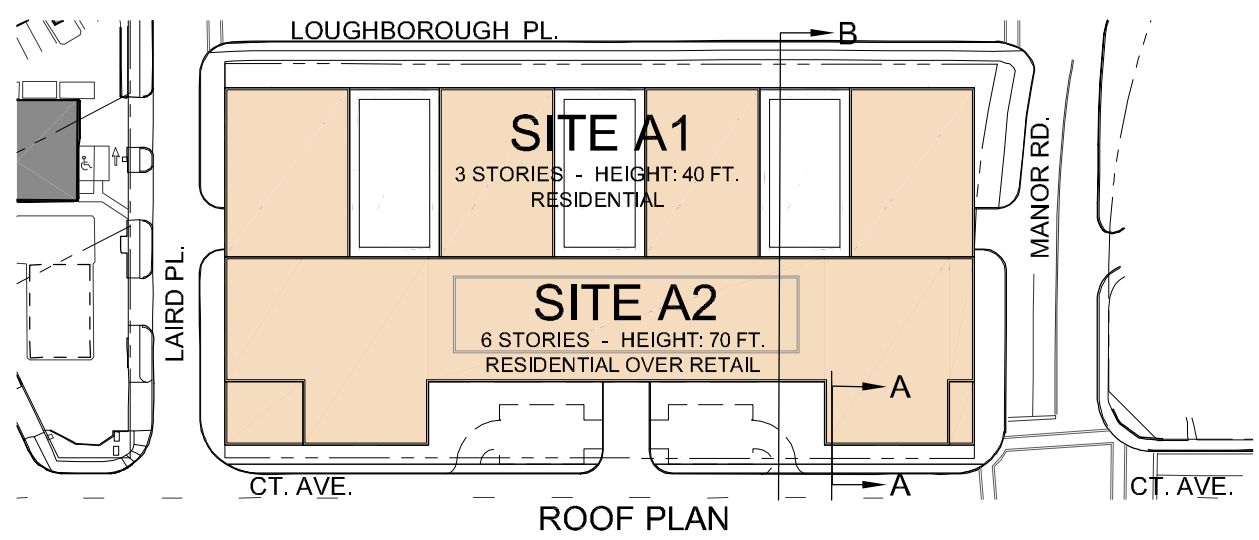 LOUGHBOROUGH PL.
B
SITE A1
3 STORIES - HEIGHT: 40 FT.
RESIDENTIAL
MANOR RD.
LAIRD PL.
SITE A2
6 STORIES - HEIGHT: 70 FT.
RESIDENTIAL OVER RETAIL
A
A
CT. AVE.
CT. AVE.
ROOF PLAN